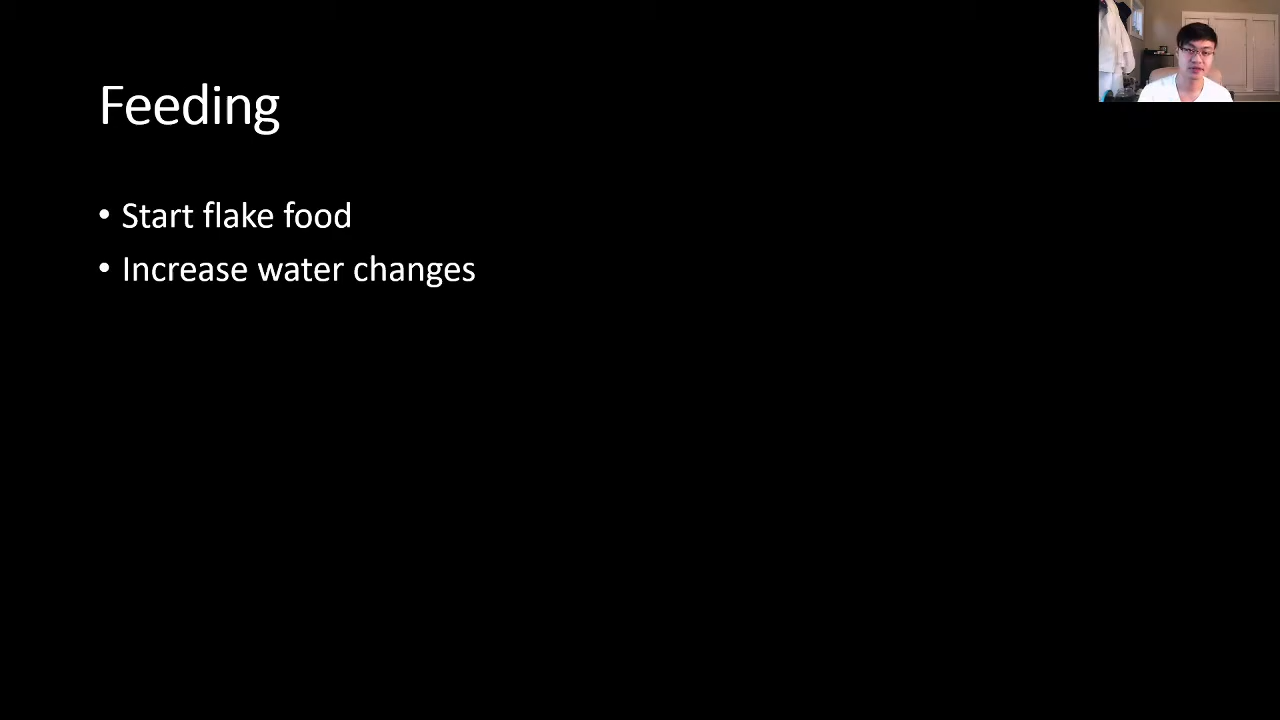 Feeding
• Start flake food
• Increase water changes